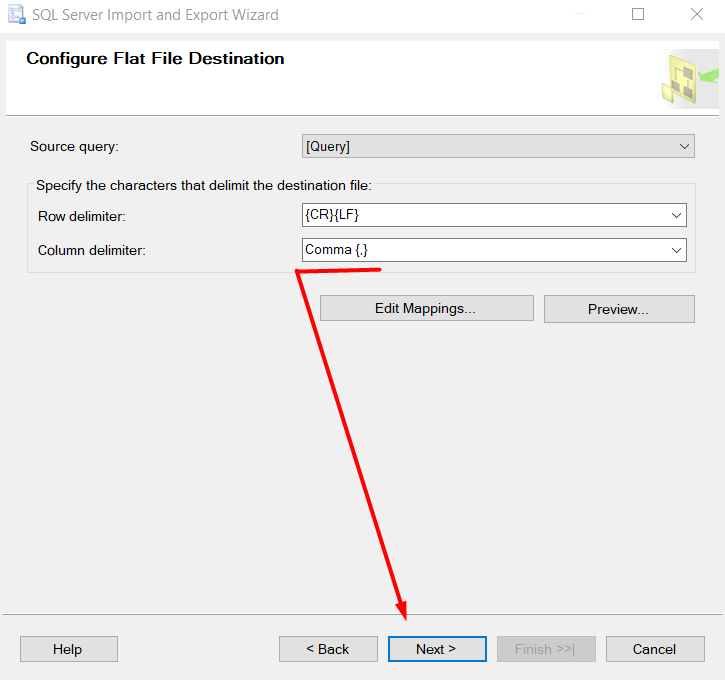 SQL Server Import and Export Wizard
Configure Flat File Destination
Source query: [Query]
Specify the characters that delimit the destination file:
Row delimiter: {CR}{LF}
Column delimiter: Comma {,}
Edit Mappings... Preview...
Help < Back Next > Finish >>| Cancel